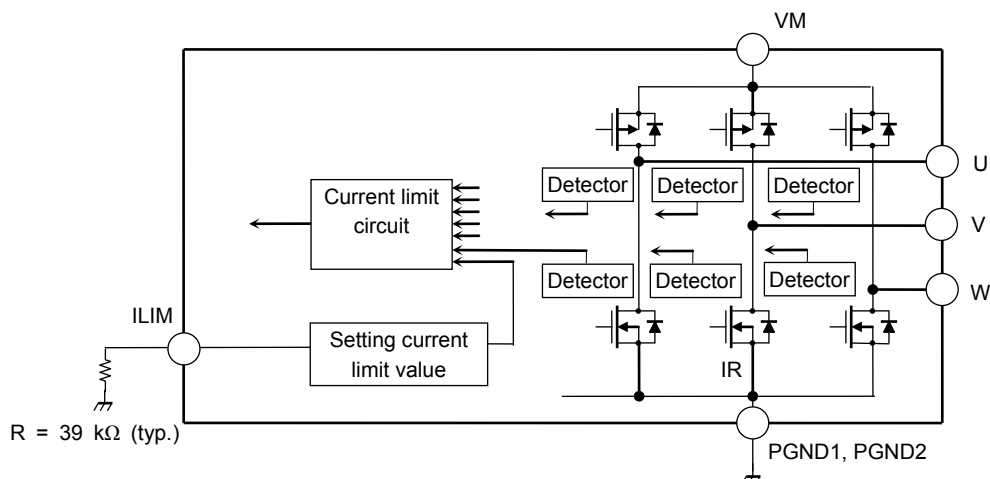 VM
U
Detector
Detector
Detector
Current limit
circuit
V
Detector
Detector
Detector
W
ILIM
Setting current
limit value
IR
R = 39 kΩ (typ.)
PGND1, PGND2